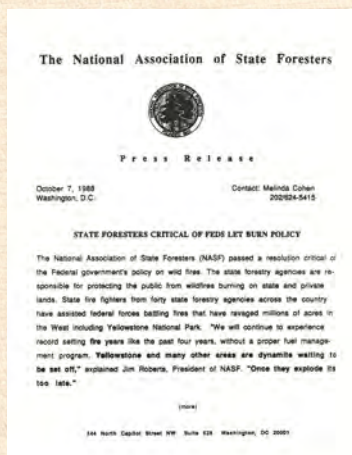 The National Association of State Foresters
Press Release
October 7, 1988
Contact: Melinda Cohen
Washington, D.C.
202/624-5415
STATE FORESTERS CRITICAL OF FEDS LET BURN POLICY
The National Association of State Foresters (NASF) passed a resolution critical of
the Federal government's policy on wild fires. The state forestry agencies are re-
sponsible for protecting the public from wildfires burning on state and private
lands. State fire fighters from forty state forestry agencies across the country
have assisted federal forces battling fires that have ravaged millions of acres in
the West including Yellowstone National Park. "We will continue to experience
record setting fire years like the past four years, without a proper fuel manage-
ment program. Yellowstone and many other areas are dynamite waiting to
be set off," explained Jim Roberts, President of NASF. "Once they explode its
too late."
(more)
444 North Capitol Street NW Suite 526 Washington, DC 20001